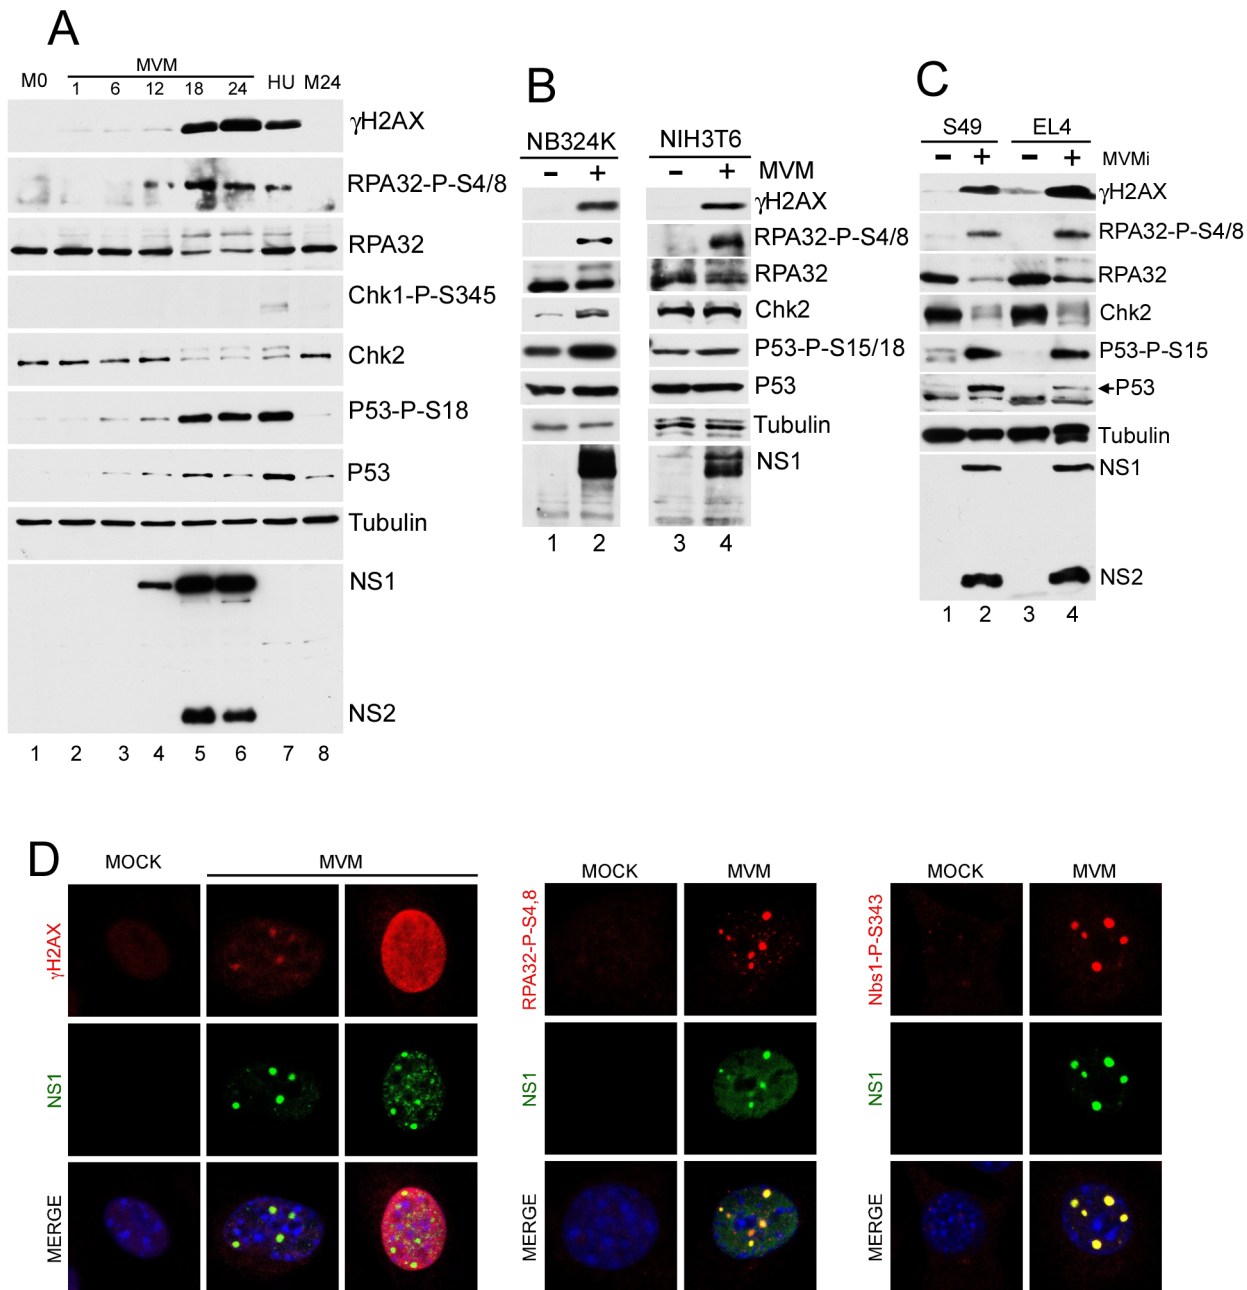 A
MVM
M0 1 6 12 18 24 HU M24
γH2AX
RPA32-P-S4/8
RPA32
Chk1-P-S345
Chk2
P53-P-S18
P53
Tubulin
NS1
NS2
1 2 3 4 5 6 7 8
B
NB324K NIH3T6
- + - + MVM
γH2AX
RPA32-P-S4/8
RPA32
Chk2
P53-P-S15/18
P53
Tubulin
NS1
1 2 3 4
C
S49 EL4
- + - + MVMi
γH2AX
RPA32-P-S4/8
RPA32
Chk2
P53-P-S15
P53
Tubulin
NS1
NS2
1 2 3 4
D
MOCK MVM
γH2AX
NS1
MERGE
MOCK MVM
RPA32-P-S4,8
NS1
MERGE
MOCK MVM
Nbs1-P-S343
NS1
MERGE